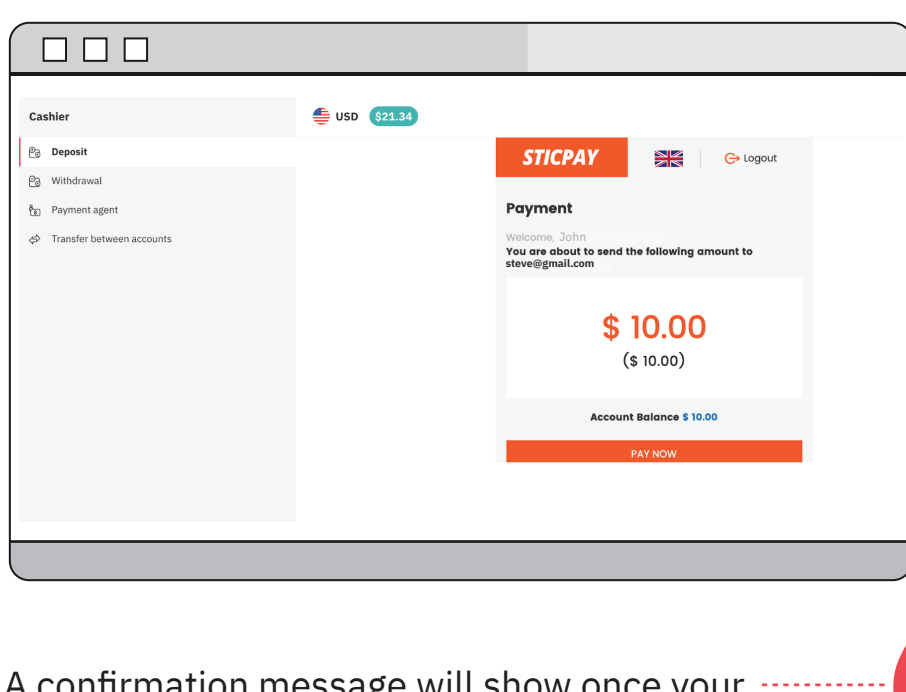 Cashier
USD $21.34
Deposit
Withdrawal
Payment agent
Transfer between accounts
STICPAY
Logout
Payment
Welcome, John
You are about to send the following amount to
steve@gmail.com
$ 10.00
($ 10.00)
Account Balance $ 10.00
PAY NOW
A confirmation message will show once your